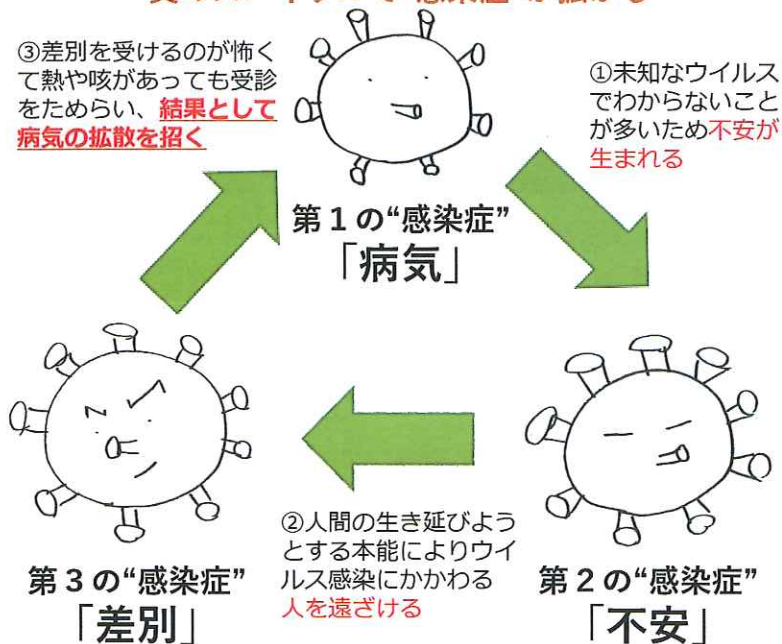 ③差別を受けるのが怖く
て熱や咳があっても受診
をためらい、結果として
病気の拡散を招く
①未知なウイルス
でわからないこと
が多いため不安が
生まれる
第1の“感染症”
「病気」
②人間の生き延びよう
とする本能によりウイ
ルス感染にかかわる
人を遠ざける
第3の“感染症”
「差別」
第2の“感染症”
「不安」